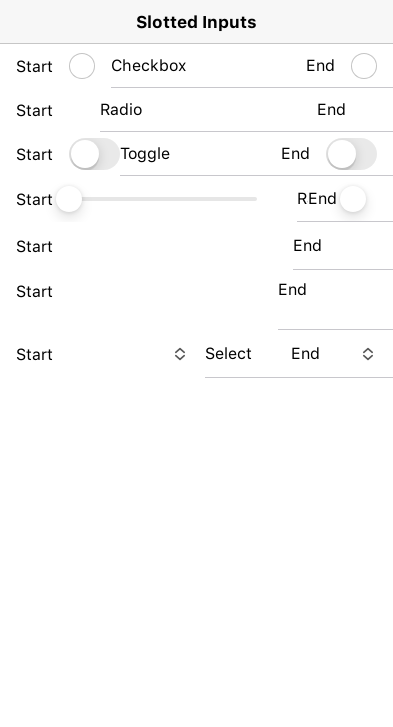 Slotted Inputs
Start Checkbox End
Start Radio End
Start Toggle End
Start REnd
Start End
Start End
Start Select End